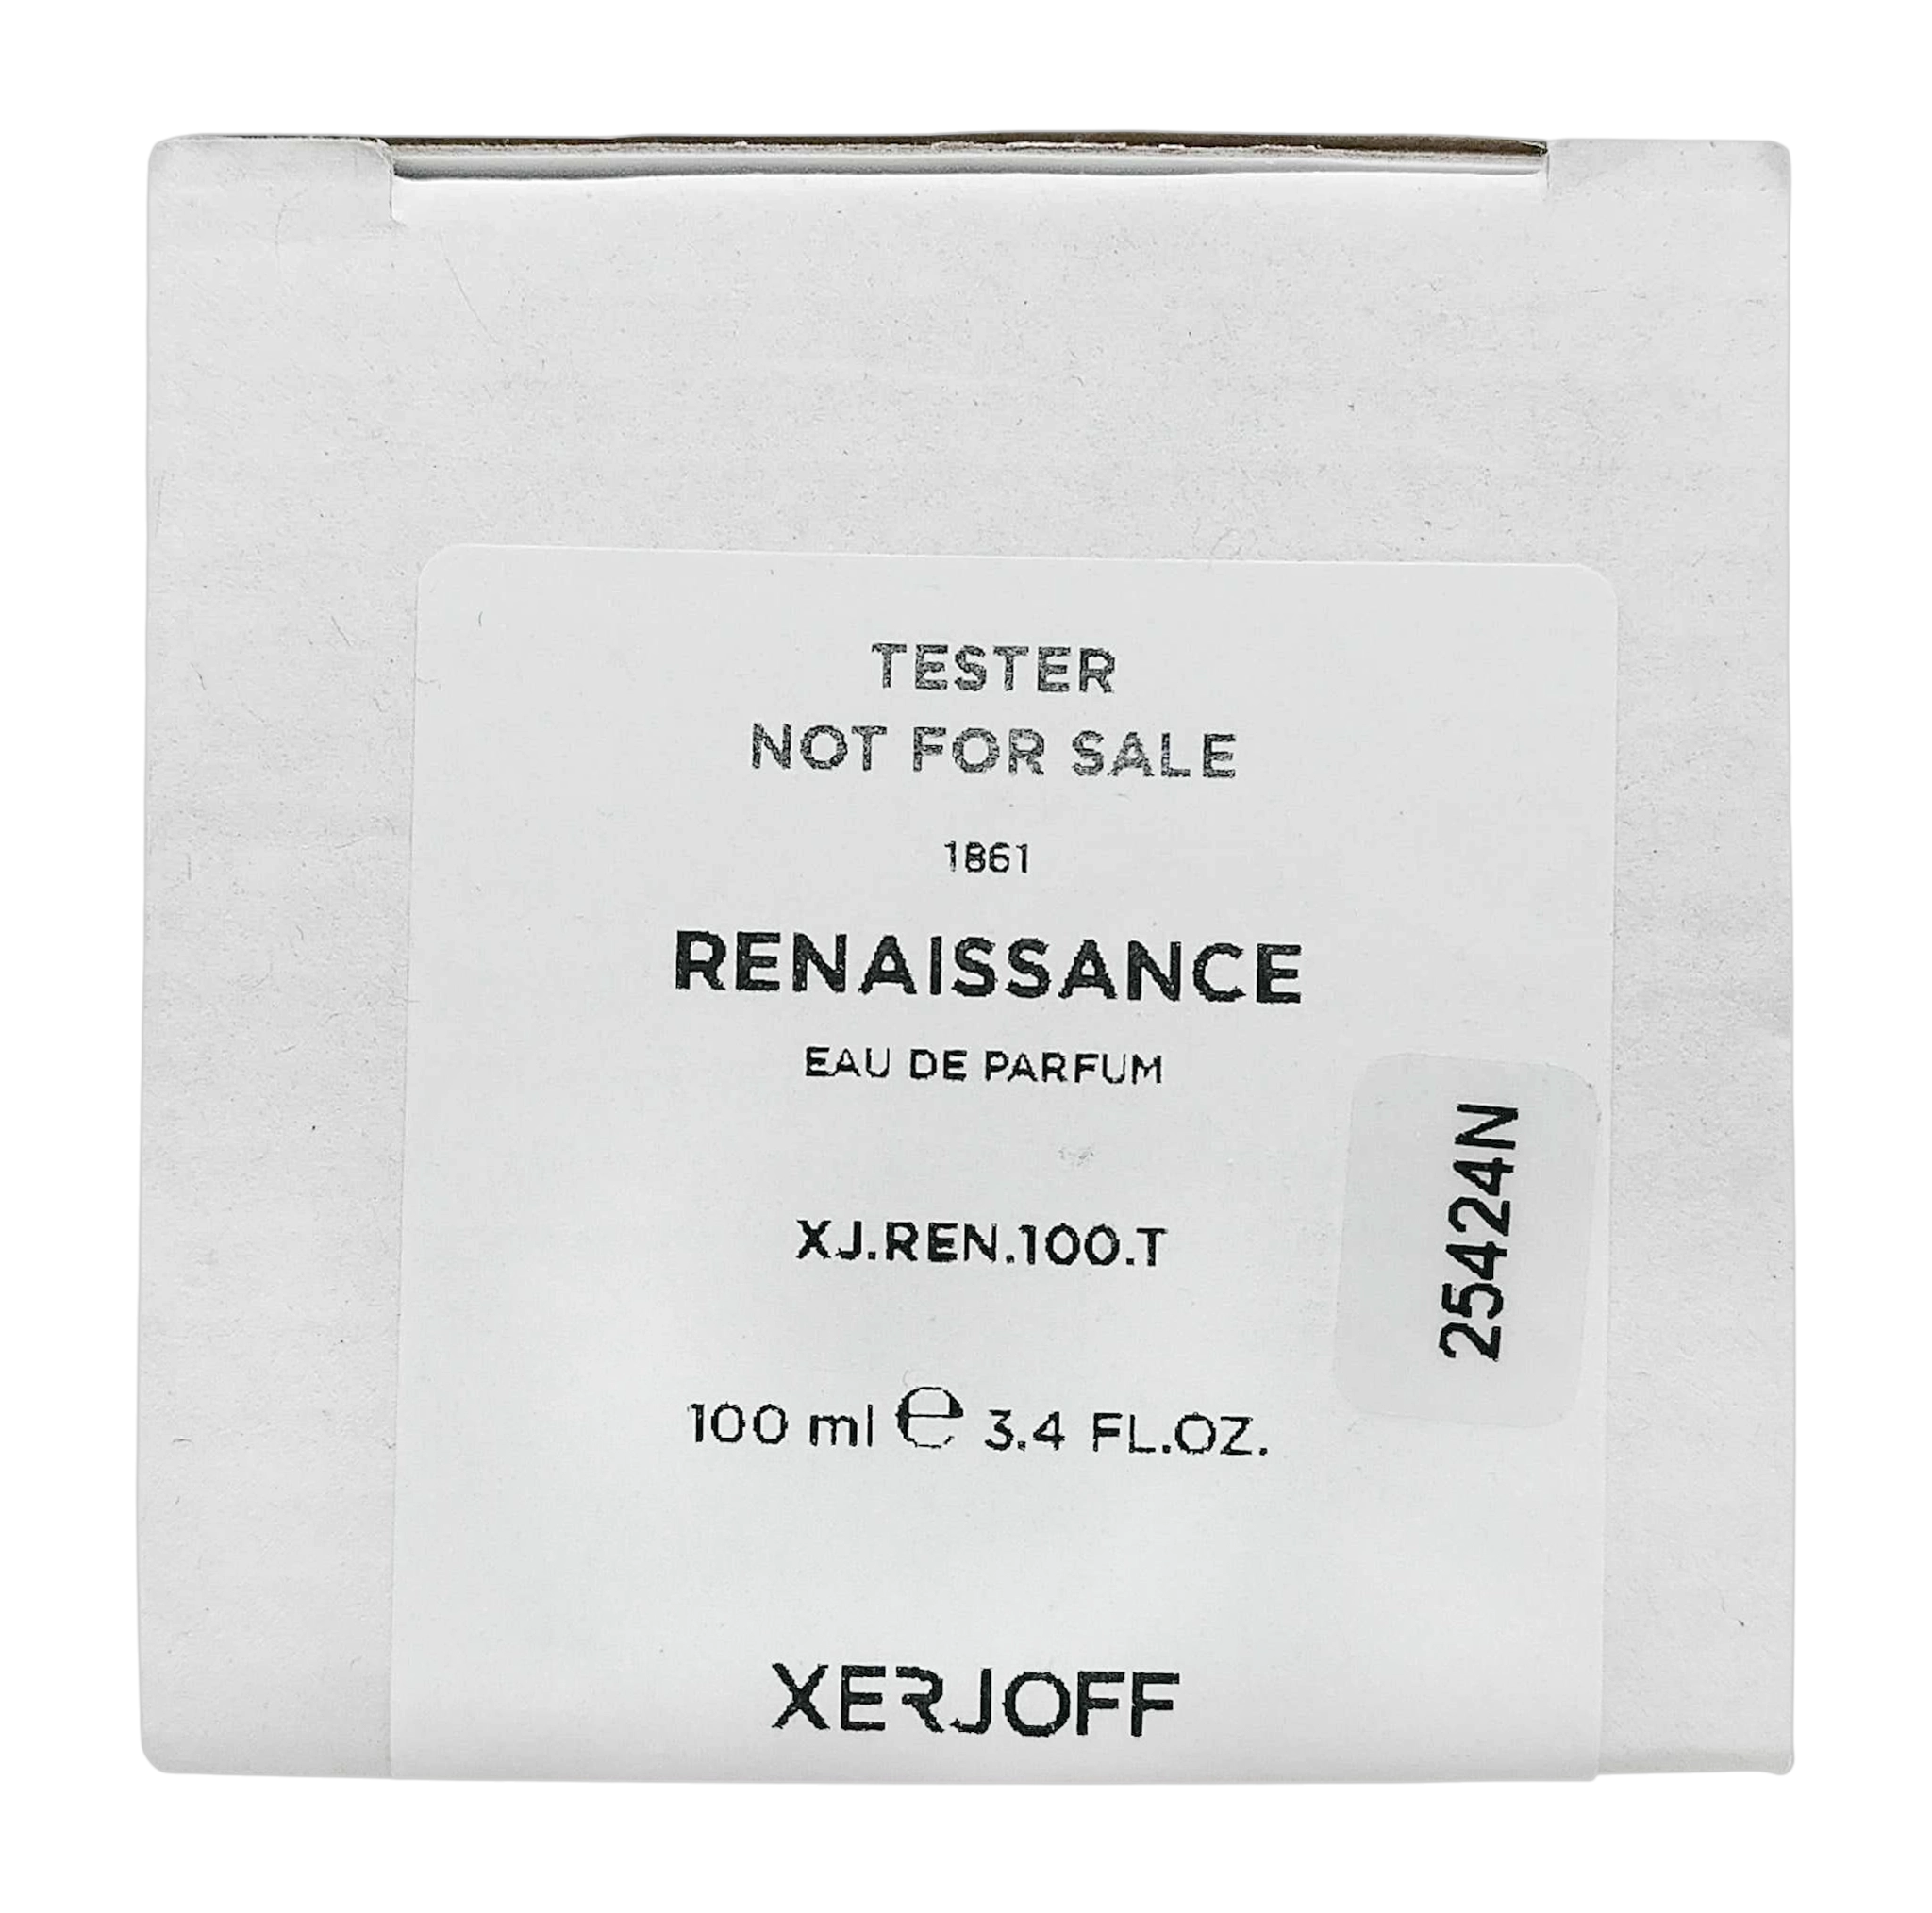 TESTER
NOT FOR SALE
1861
RENAISSANCE
EAU DE PARFUM
XJ.REN.100.T
25424N
100 ml ℮ 3.4 FL.OZ.
XERJOFF